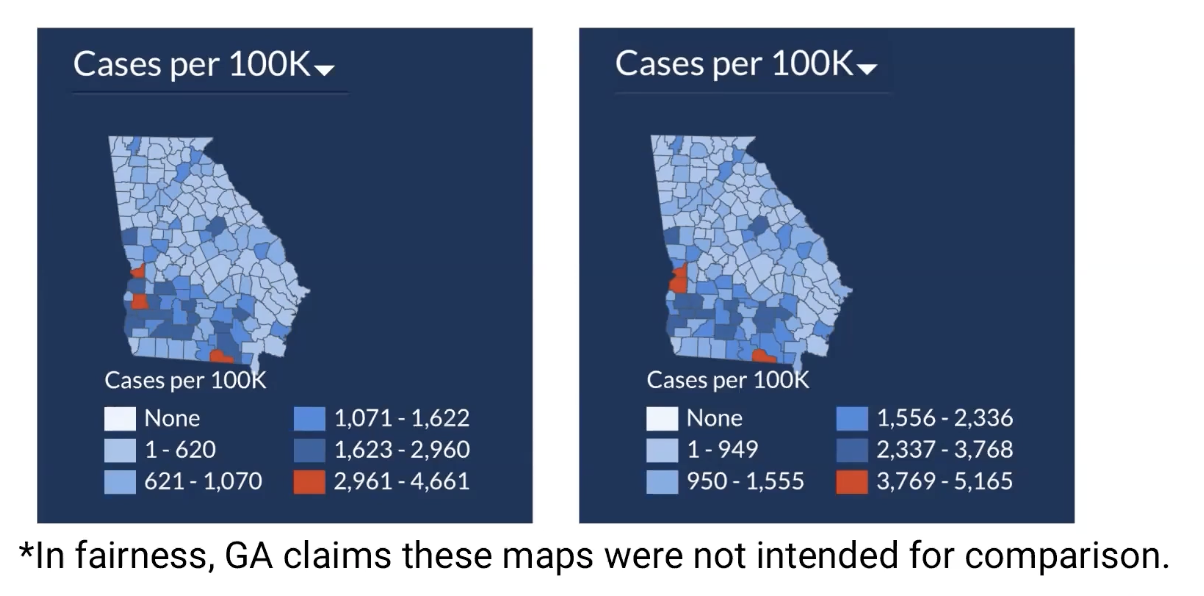 Cases per 100K
Cases per 100K
None
1,071 - 1,622
1 - 620
1,623 - 2,960
621 - 1,070
2,961 - 4,661
Cases per 100K
Cases per 100K
None
1,556 - 2,336
1 - 949
2,337 - 3,768
950 - 1,555
3,769 - 5,165
*In fairness, GA claims these maps were not intended for comparison.